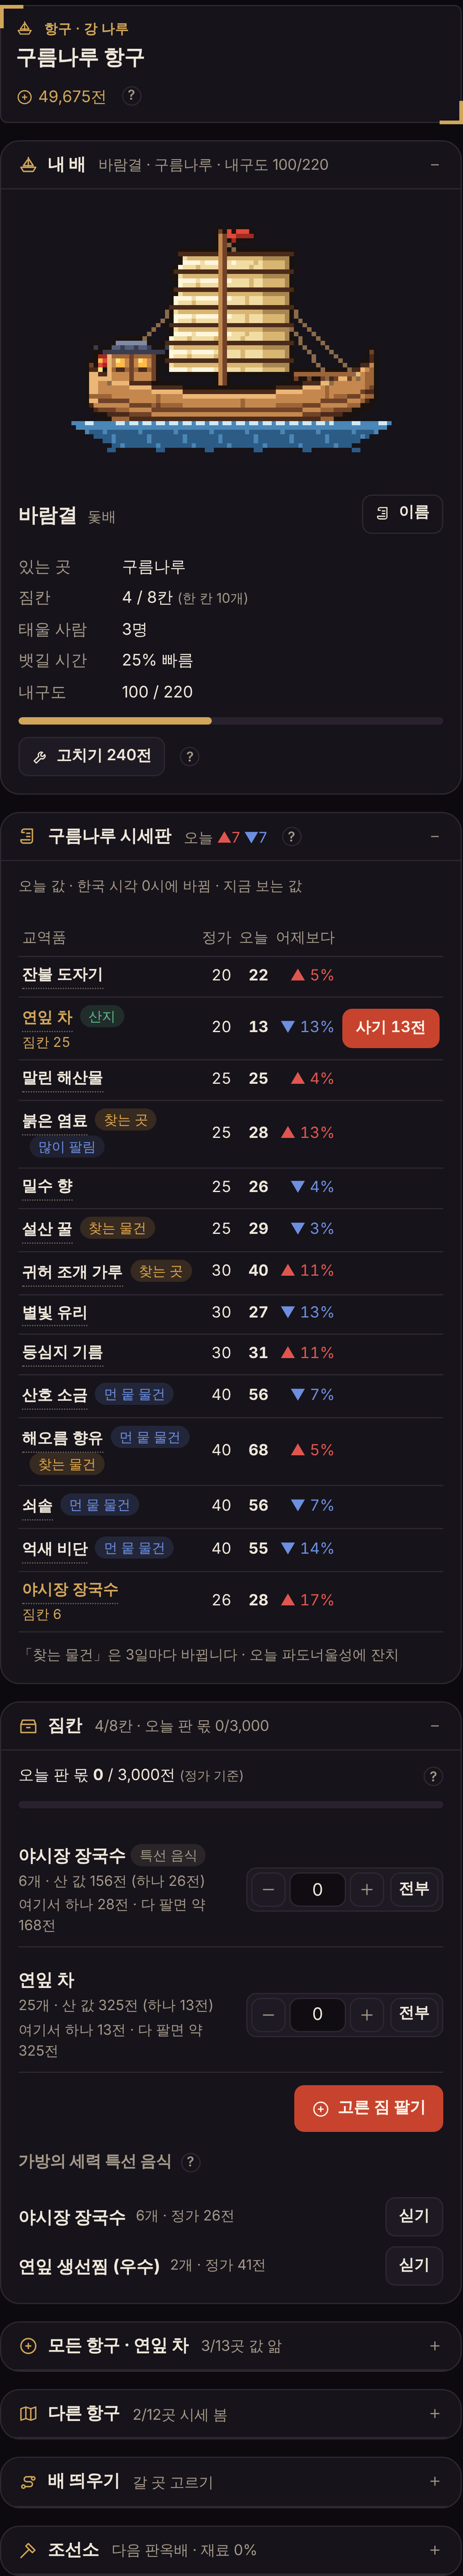 항구 · 강 나루
구름나루 항구
49,675전 ?
내 배 바람결 · 구름나루 · 내구도 100/220 −
바람결 돛배 이름
있는 곳 구름나루
짐칸 4 / 8칸 (한 칸 10개)
태울 사람 3명
뱃길 시간 25% 빠름
내구도 100 / 220
고치기 240전 ?
구름나루 시세판 오늘 ▲7 ▼7 ? −
오늘 값 · 한국 시각 0시에 바뀜 · 지금 보는 값
교역품 정가 오늘 어제보다
잔불 도자기 20 22 ▲ 5%
연잎 차 산지 20 13 ▼ 13% 사기 13전
짐칸 25
말린 해산물 25 25 ▲ 4%
붉은 염료 찾는 곳 25 28 ▲ 13%
많이 팔림
밀수 향 25 26 ▼ 4%
설산 꿀 찾는 물건 25 29 ▼ 3%
귀허 조개 가루 찾는 곳 30 40 ▲ 11%
별빛 유리 30 27 ▼ 13%
등심지 기름 30 31 ▲ 11%
산호 소금 먼 뭍 물건 40 56 ▼ 7%
해오름 향유 먼 뭍 물건 40 68 ▲ 5%
찾는 물건
쇠솥 먼 뭍 물건 40 56 ▼ 7%
억새 비단 먼 뭍 물건 40 55 ▼ 14%
야시장 장국수 26 28 ▲ 17%
짐칸 6
「찾는 물건」은 3일마다 바뀝니다 · 오늘 파도너울성에 잔치
짐칸 4/8칸 · 오늘 판 몫 0/3,000 −
오늘 판 몫 0 / 3,000전 (정가 기준) ?
야시장 장국수 특선 음식
6개 · 산 값 156전 (하나 26전)
여기서 하나 28전 · 다 팔면 약
168전
− 0 + 전부
연잎 차
25개 · 산 값 325전 (하나 13전)
여기서 하나 13전 · 다 팔면 약
325전
− 0 + 전부
고른 짐 팔기
가방의 세력 특선 음식 ?
야시장 장국수 6개 · 정가 26전 싣기
연잎 생선찜 (우수) 2개 · 정가 41전 싣기
모든 항구 · 연잎 차 3/13곳 값 앎 +
다른 항구 2/12곳 시세 봄 +
배 띄우기 갈 곳 고르기 +
조선소 다음 판옥배 · 재료 0% +